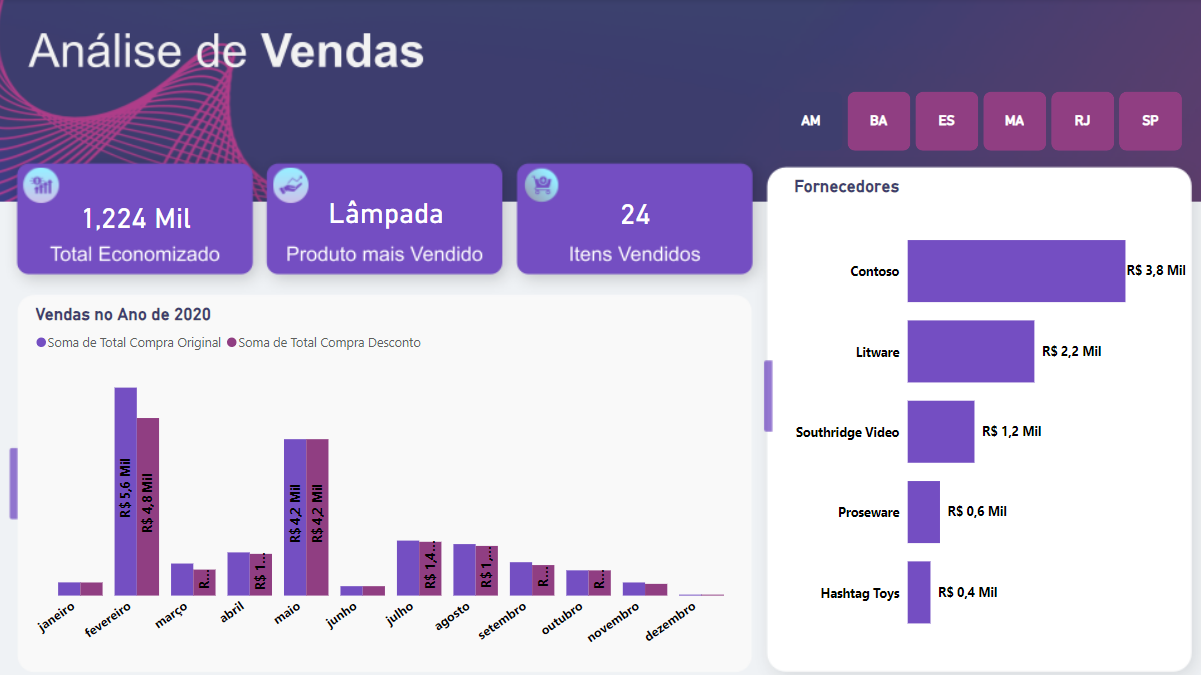 Análise de Vendas
AM BA ES MA RJ SP
1,224 Mil
Total Economizado
Lâmpada
Produto mais Vendido
24
Itens Vendidos
Vendas no Ano de 2020
Soma de Total Compra Original Soma de Total Compra Desconto
R$ 5,6 Mil
R$ 4,8 Mil
R...
R$ 1...
R$ 4,2 Mil
R$ 4,2 Mil
R$ 1,4...
R$ 1,...
R...
R...
janeiro fevereiro março abril maio junho julho agosto setembro outubro novembro dezembro
Fornecedores
Contoso R$ 3,8 Mil
Litware R$ 2,2 Mil
Southridge Video R$ 1,2 Mil
Proseware R$ 0,6 Mil
Hashtag Toys R$ 0,4 Mil